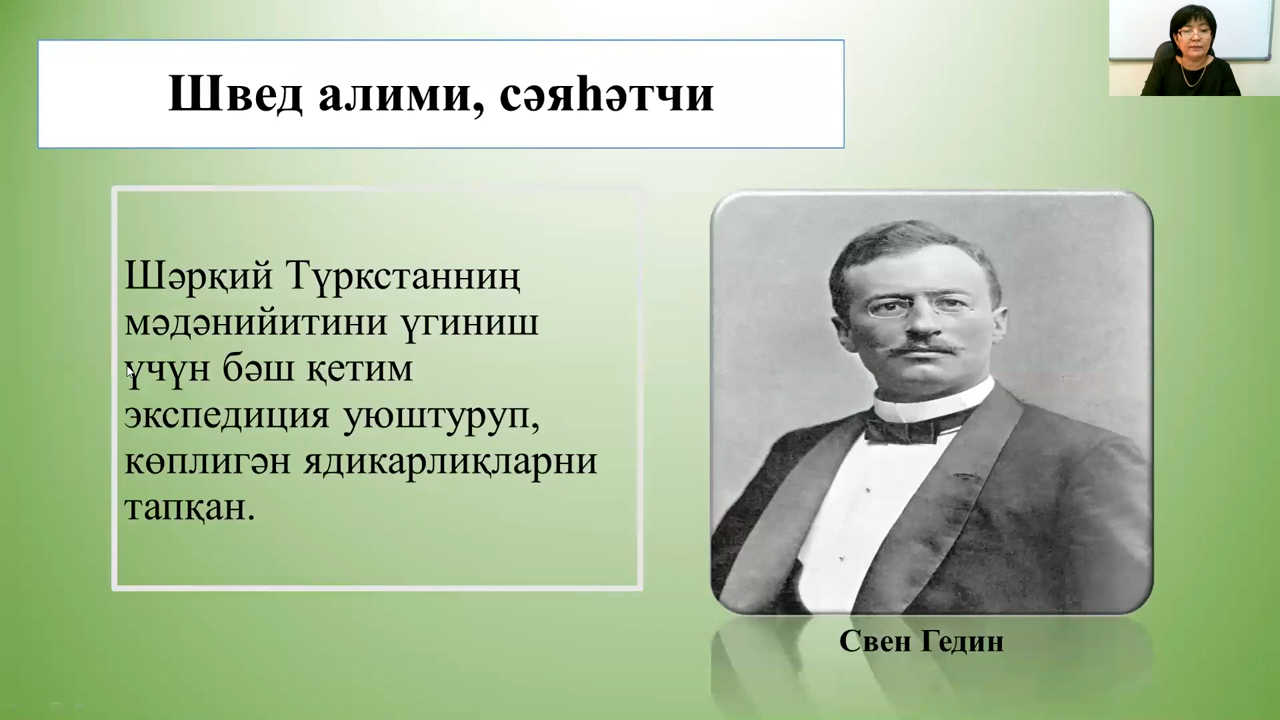 Швед алими, сәяһәтчи
Шәрқий Түркстанниң
мәдәнийитини үгиниш
үчүн бәш қетим
экспедиция уюштуруп,
көплигән ядикарлиқларни
тапқан.
Свен Гедин